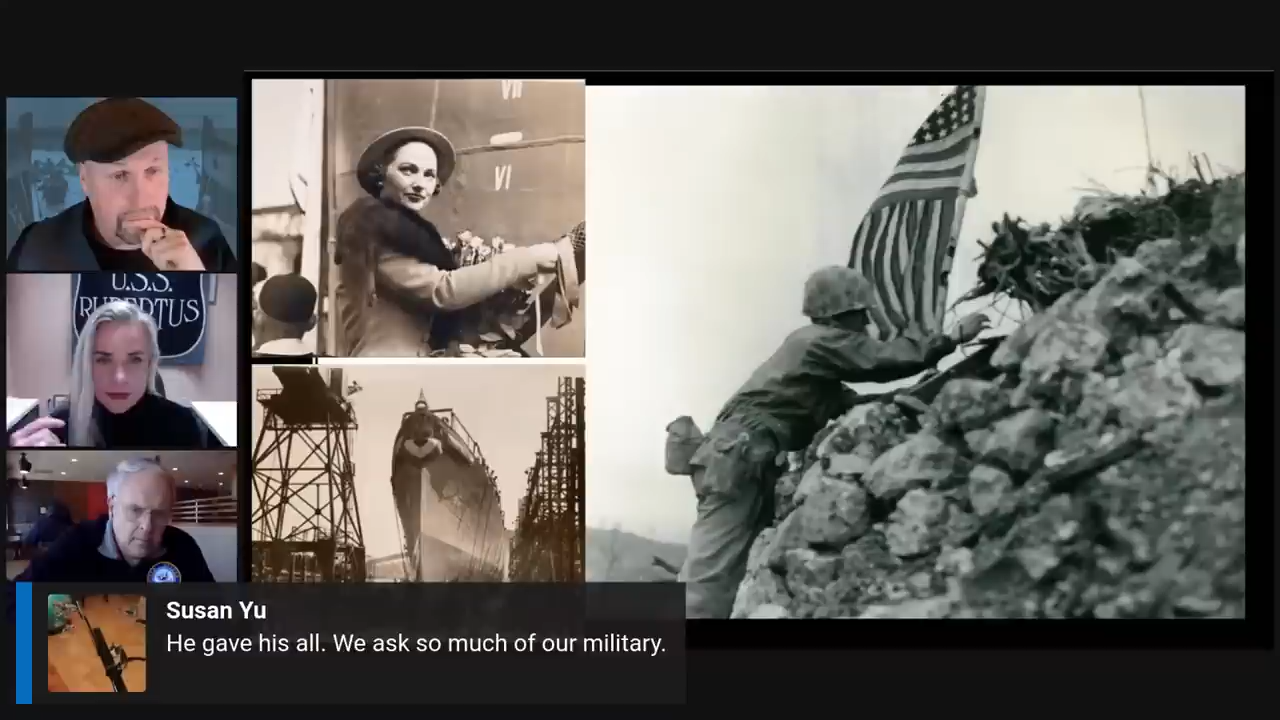 U.S.S.
RUPERTUS
VII
VI
Susan Yu
He gave his all. We ask so much of our military.